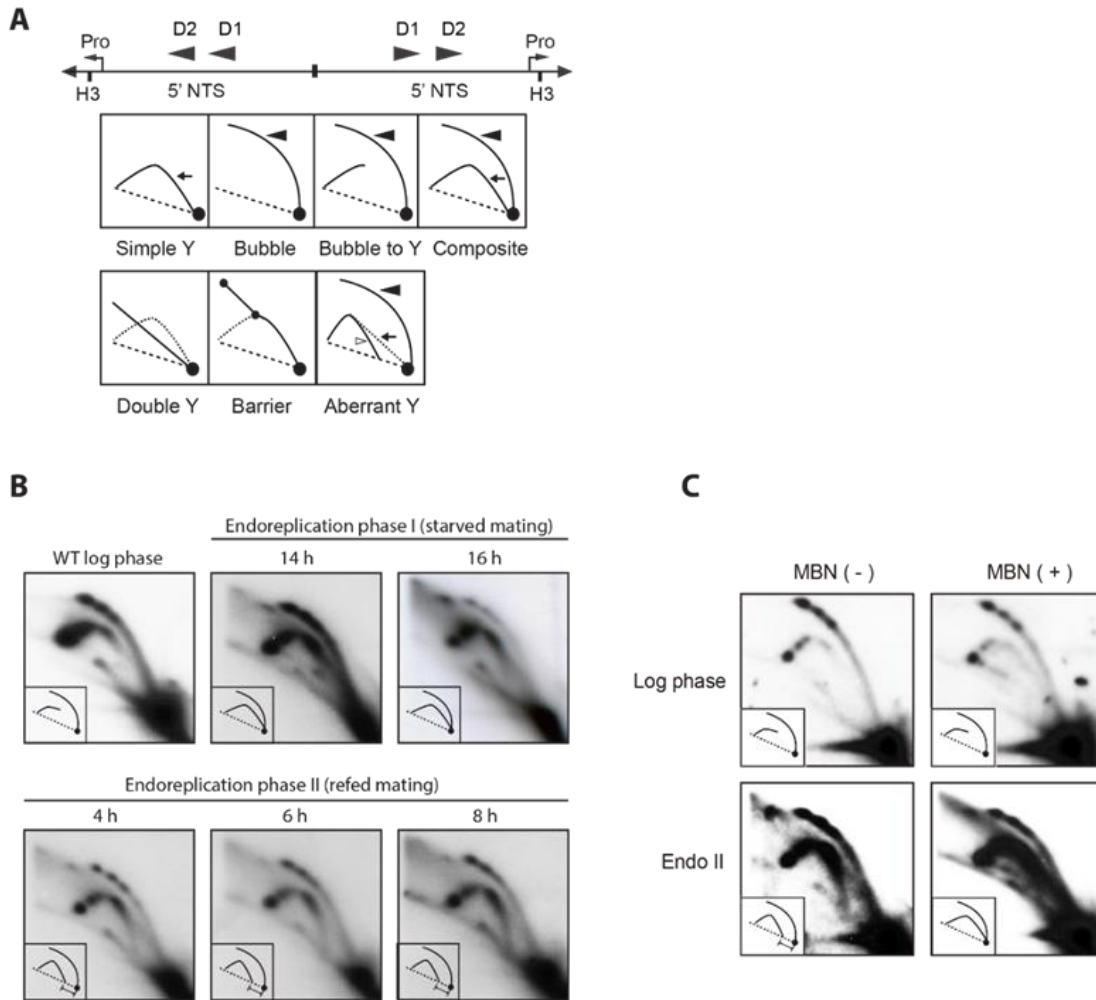 A
D2 D1 D1 D2
Pro Pro
H3 5' NTS 5' NTS H3
Simple Y Bubble Bubble to Y Composite
Double Y Barrier Aberrant Y
B
Endoreplication phase I (starved mating)
WT log phase 14 h 16 h
Endoreplication phase II (refed mating)
4 h 6 h 8 h
C
MBN ( - ) MBN ( + )
Log phase
Endo II